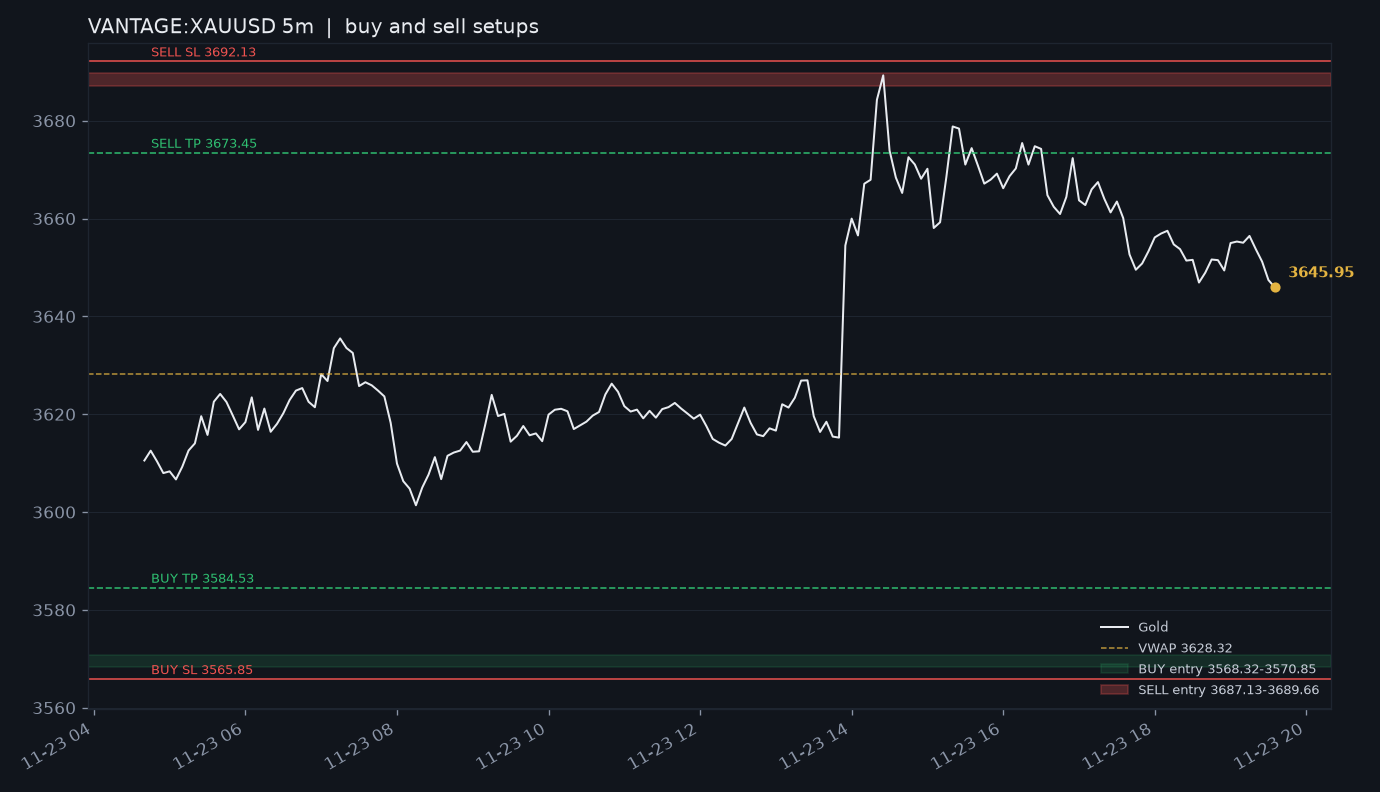 VANTAGE:XAUUSD 5m | buy and sell setups
SELL SL 3692.13
3680
SELL TP 3673.45
3660
3645.95
3640
3620
3600
BUY TP 3584.53
3580
Gold
VWAP 3628.32
BUY SL 3565.85
BUY entry 3568.32-3570.85
SELL entry 3687.13-3689.66
3560
11-23 04
11-23 06
11-23 08
11-23 10
11-23 12
11-23 14
11-23 16
11-23 18
11-23 20